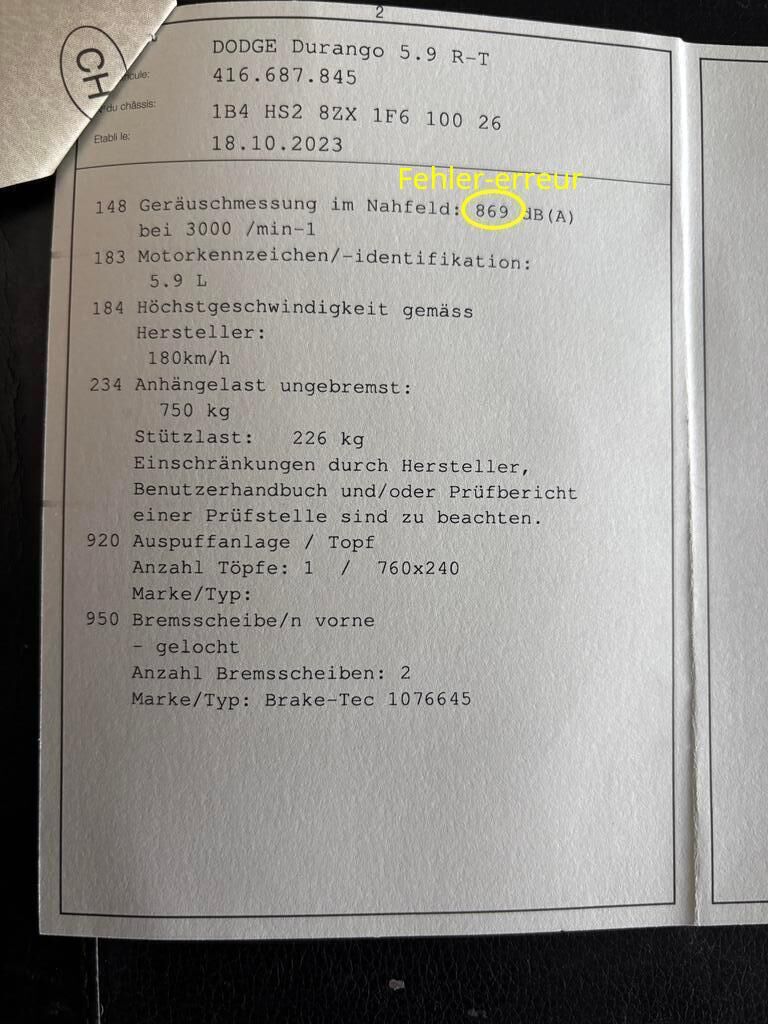 2
CH
DODGE Durango 5.9 R-T
416.687.845
du châssis:
1B4 HS2 8ZX 1F6 100 26
Etabli le:
18.10.2023
Fehler-erreur
148 Geräuschmessung im Nahfeld: 869 dB(A)
bei 3000 /min-1
183 Motorkennzeichen/-identifikation:
5.9 L
184 Höchstgeschwindigkeit gemäss
Hersteller:
180km/h
234 Anhängelast ungebremst:
750 kg
Stützlast: 226 kg
Einschränkungen durch Hersteller,
Benutzerhandbuch und/oder Prüfbericht
einer Prüfstelle sind zu beachten.
920 Auspuffanlage / Topf
Anzahl Töpfe: 1 / 760x240
Marke/Typ:
950 Bremsscheibe/n vorne
- gelocht
Anzahl Bremsscheiben: 2
Marke/Typ: Brake-Tec 1076645